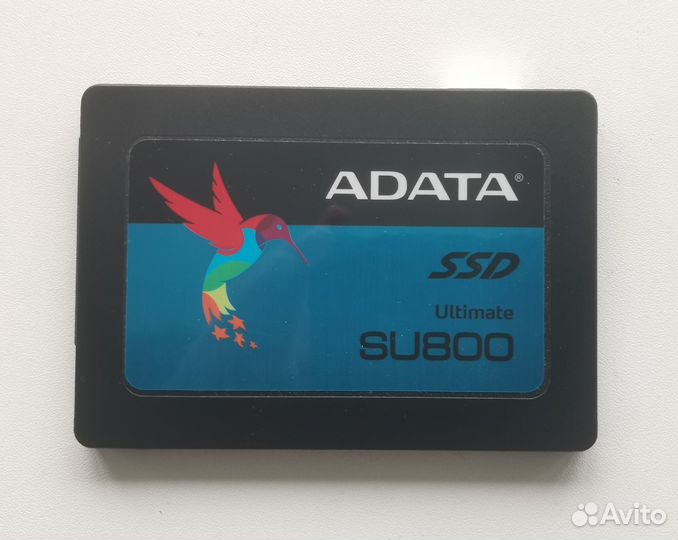 ADATA®
SSD
Ultimate
SU800
Avito